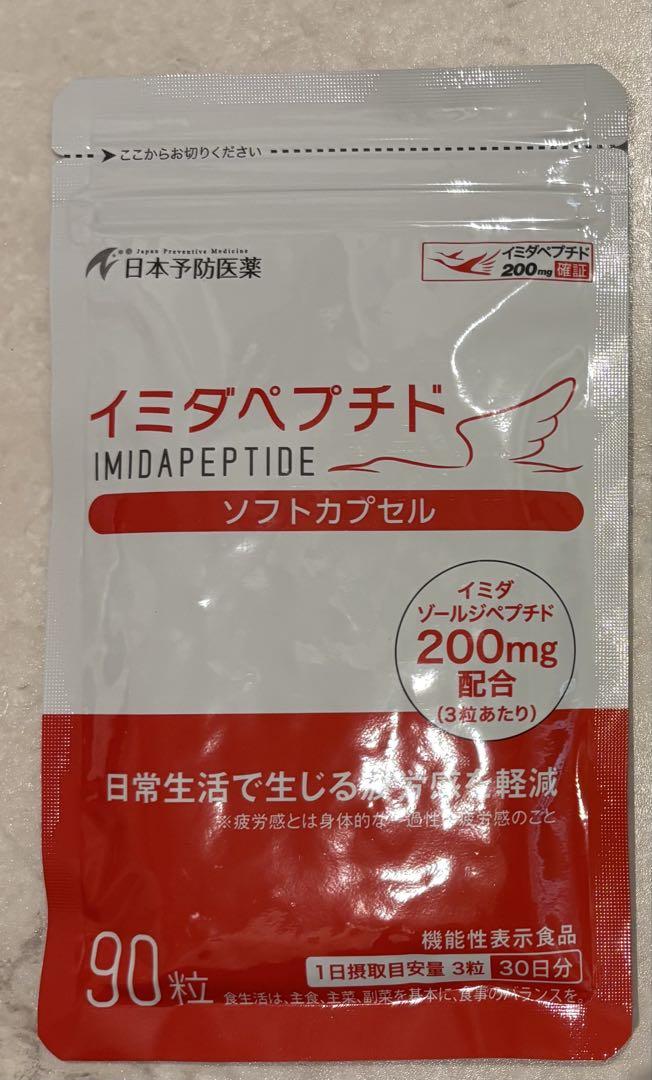 ここからお切りください
Japan Preventive Medicine
日本予防医薬
イミダペプチド
200mg 確証
イミダペプチド
IMIDAPEPTIDE
ソフトカプセル
イミダ
ゾールジペプチド
200mg
配合
(3粒あたり)
日常生活で生じる疲労感を軽減
※疲労感とは身体的な一過性の疲労感のこと
機能性表示食品
1日摂取目安量 3粒 30日分
90粒
食生活は、主食、主菜、副菜を基本に、食事のバランスを。